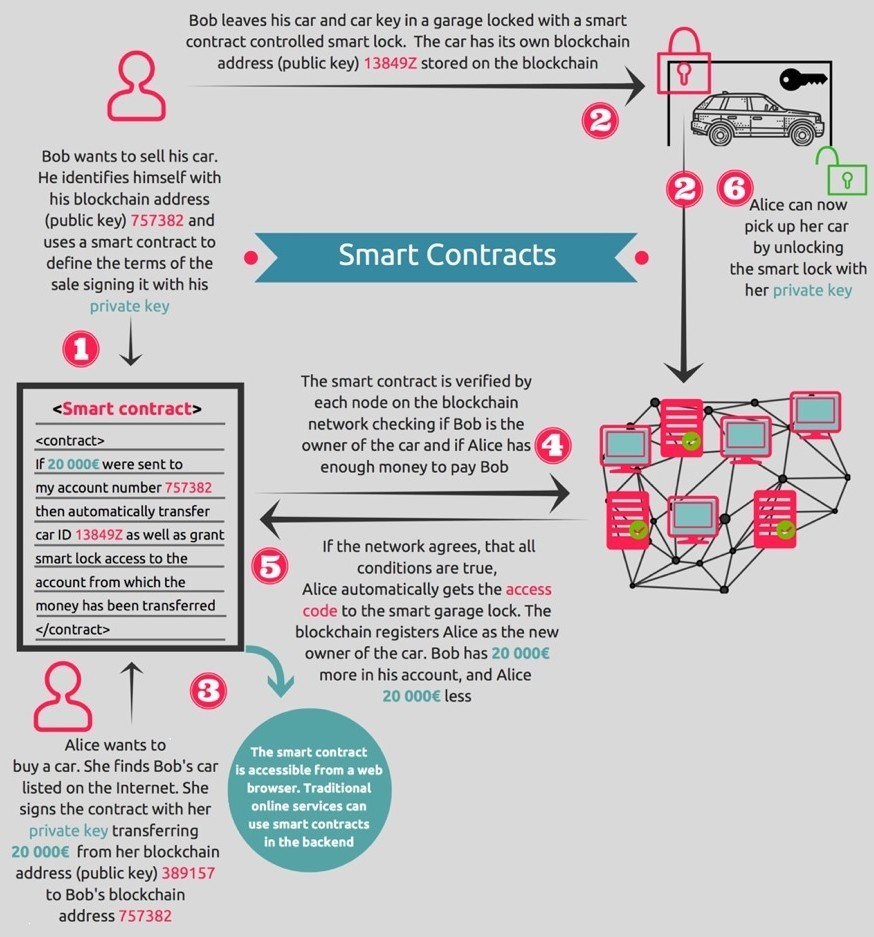 Bob leaves his car and car key in a garage locked with a smart
contract controlled smart lock. The car has its own blockchain
address (public key) 13849Z stored on the blockchain
2
Bob wants to sell his car.
He identifies himself with
his blockchain address
(public key) 757382 and
uses a smart contract to
define the terms of the
sale signing it with his
private key
1
Smart Contracts
2
6
Alice can now
pick up her car
by unlocking
the smart lock with
her private key
<Smart contract>
<contract>
If 20 000€ were sent to
my account number 757382
then automatically transfer
car ID 13849Z as well as grant
smart lock access to the
account from which the
money has been transferred
</contract>
The smart contract is verified by
each node on the blockchain
network checking if Bob is the
owner of the car and if Alice has
enough money to pay Bob
4
5
If the network agrees, that all
conditions are true,
Alice automatically gets the access
code to the smart garage lock. The
blockchain registers Alice as the new
owner of the car. Bob has 20 000€
more in his account, and Alice
20 000€ less
3
Alice wants to
buy a car. She finds Bob's car
listed on the Internet. She
signs the contract with her
private key transferring
20 000€ from her blockchain
address (public key) 389157
to Bob's blockchain
address 757382
The smart contract
is accessible from a web
browser. Traditional
online services can
use smart contracts
in the backend